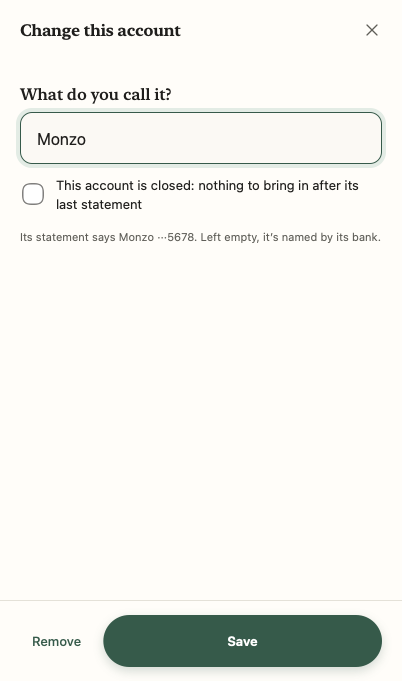 Change this account
What do you call it?
Monzo
This account is closed: nothing to bring in after its
last statement
Its statement says Monzo ···5678. Left empty, it’s named by its bank.
Remove
Save